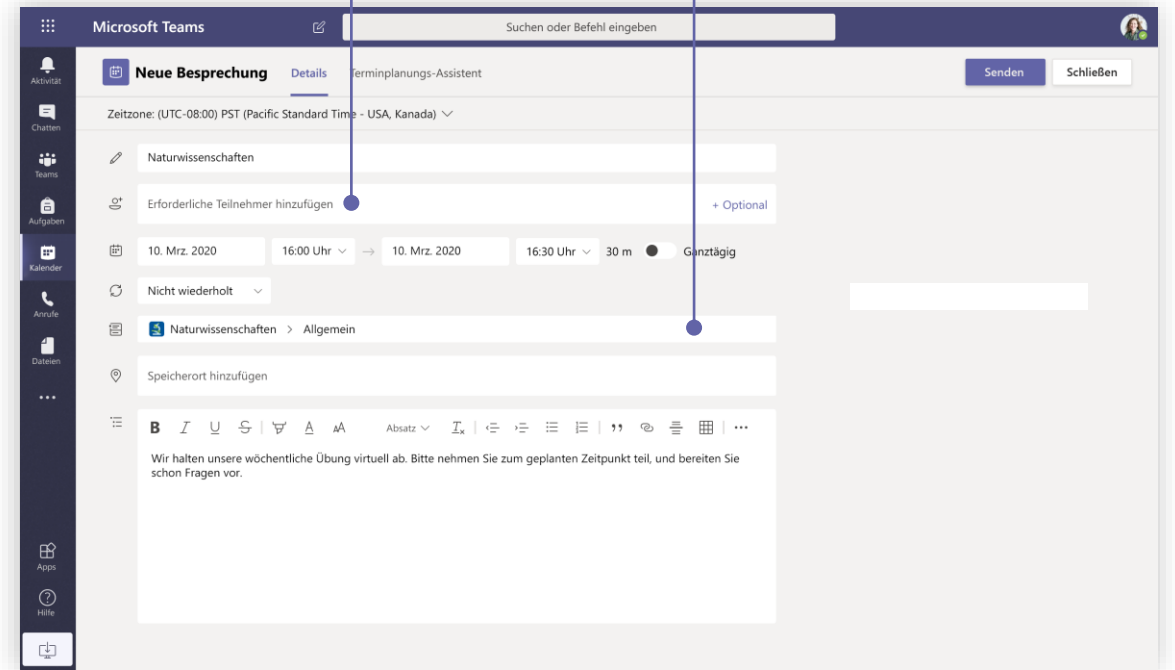 Microsoft Teams
Suchen oder Befehl eingeben
Aktivität
Chatten
Teams
Aufgaben
Kalender
Anrufe
Dateien
Apps
Hilfe
Neue Besprechung Details Terminplanungs-Assistent Senden Schließen
Zeitzone: (UTC-08:00) PST (Pacific Standard Time - USA, Kanada)
Naturwissenschaften
Erforderliche Teilnehmer hinzufügen + Optional
10. Mrz. 2020 16:00 Uhr → 10. Mrz. 2020 16:30 Uhr 30 m Ganztägig
Nicht wiederholt
Naturwissenschaften > Allgemein
Speicherort hinzufügen
B I U S A AA Absatz
Wir halten unsere wöchentliche Übung virtuell ab. Bitte nehmen Sie zum geplanten Zeitpunkt teil, und bereiten Sie
schon Fragen vor.